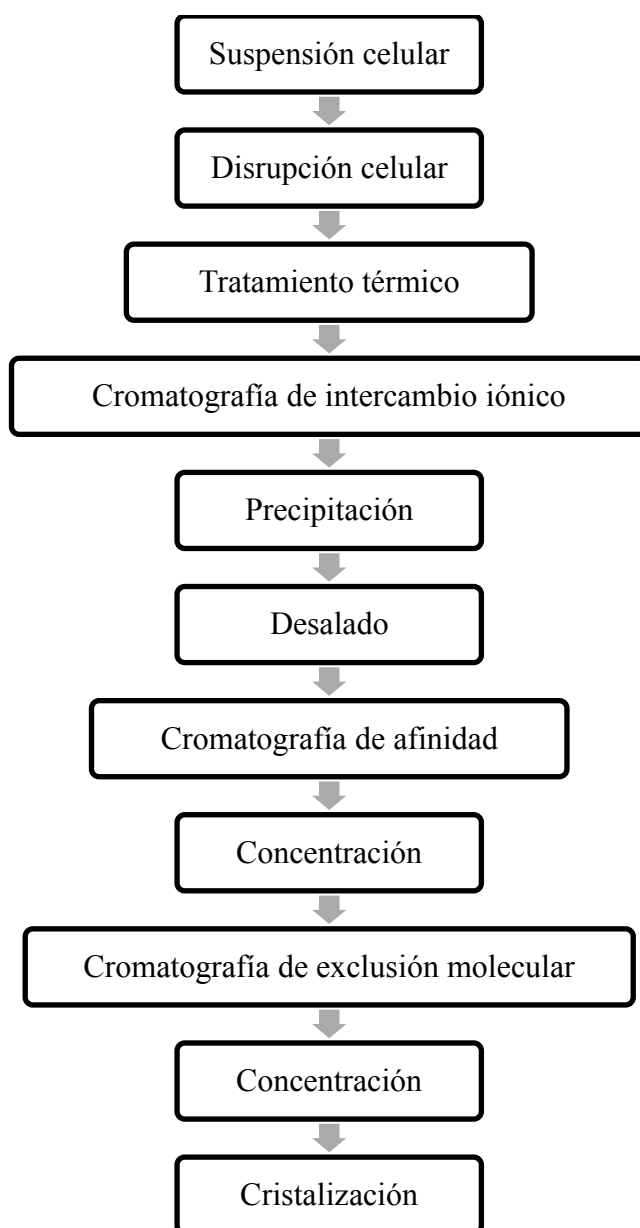 Suspensión celular
Disrupción celular
Tratamiento térmico
Cromatografía de intercambio iónico
Precipitación
Desalado
Cromatografía de afinidad
Concentración
Cromatografía de exclusión molecular
Concentración
Cristalización